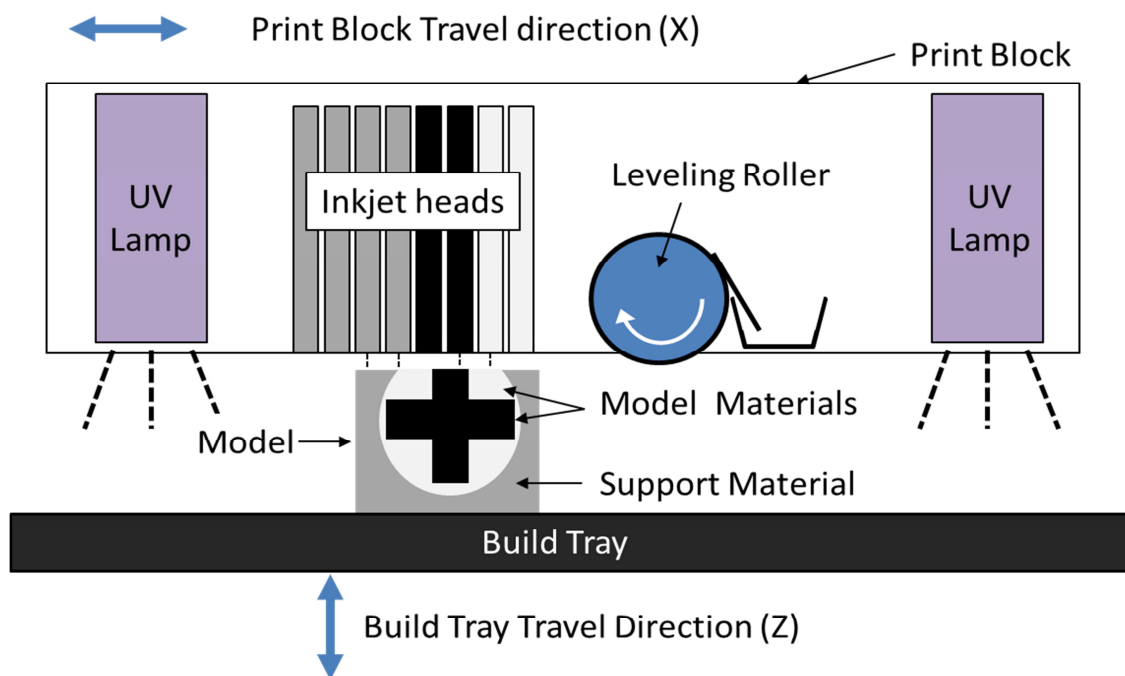 Print Block Travel direction (X)
Print Block
UV
Lamp
Inkjet heads
Leveling Roller
UV
Lamp
Model Materials
Model
Support Material
Build Tray
Build Tray Travel Direction (Z)